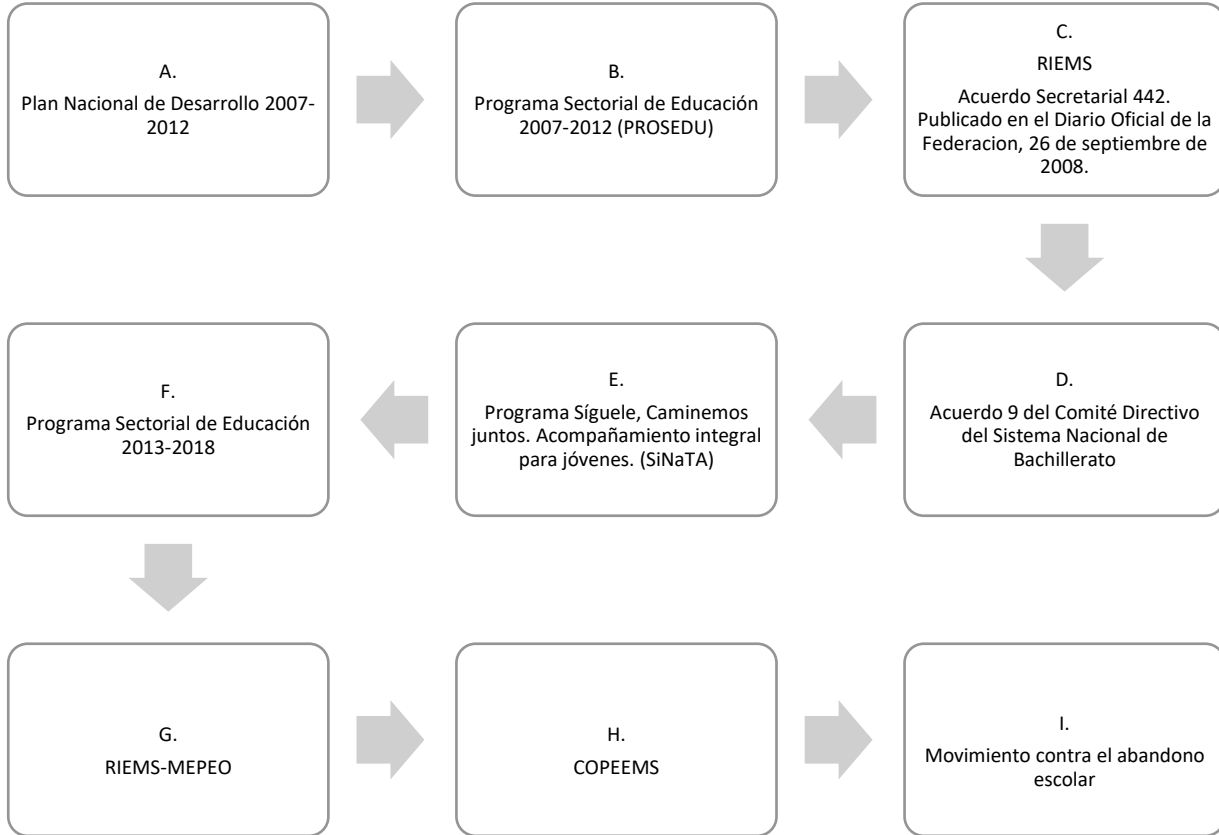 A.
Plan Nacional de Desarrollo 2007-
2012
B.
Programa Sectorial de Educación
2007-2012 (PROSEDU)
C.
RIEMS
Acuerdo Secretarial 442.
Publicado en el Diario Oficial de la
Federacion, 26 de septiembre de
2008.
D.
Acuerdo 9 del Comité Directivo
del Sistema Nacional de
Bachillerato
E.
Programa Síguele, Caminemos
juntos. Acompañamiento integral
para jóvenes. (SiNaTA)
F.
Programa Sectorial de Educación
2013-2018
G.
RIEMS-MEPEO
H.
COPEEMS
I.
Movimiento contra el abandono
escolar